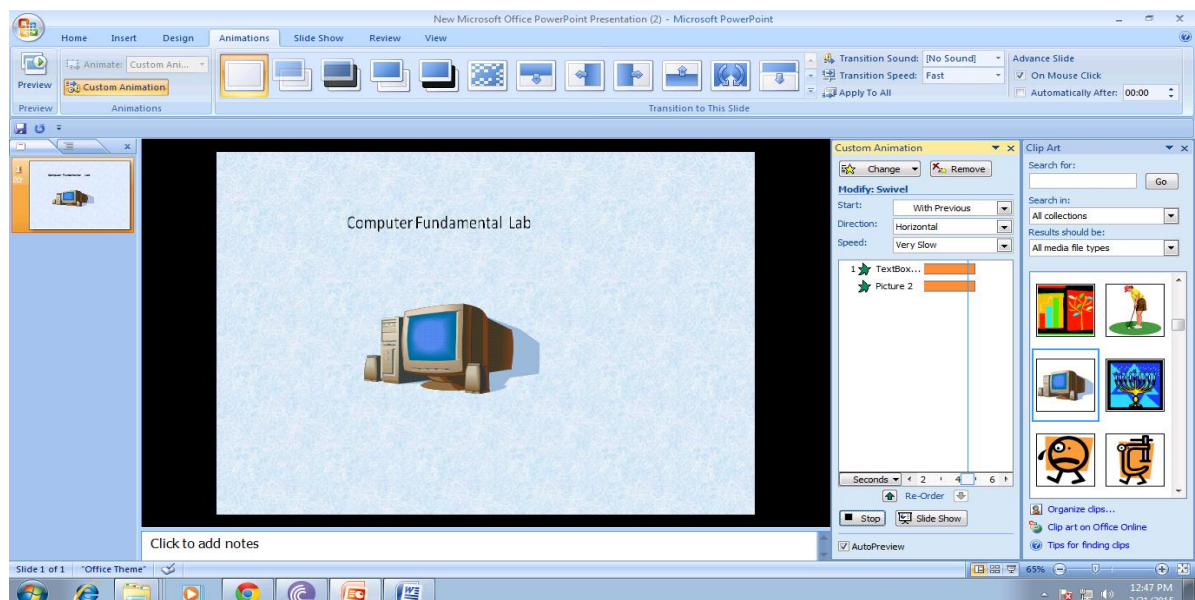 New Microsoft Office PowerPoint Presentation (2) - Microsoft PowerPoint
Home Insert Design Animations Slide Show Review View
Preview
Animate: Custom Ani...
Custom Animation
Transition Sound: [No Sound]
Transition Speed: Fast
Apply To All
Advance Slide
On Mouse Click
Automatically After: 00:00
Preview Animations Transition to This Slide
1
Computer Fundamental Lab
Computer Fundamental Lab
Click to add notes
Custom Animation
Change Remove
Modify: Swivel
Start: With Previous
Direction: Horizontal
Speed: Very Slow
1 TextBox...
Picture 2
Seconds 2 4 6
Re-Order
Stop Slide Show
AutoPreview
Clip Art
Search for:
Go
Search in:
All collections
Results should be:
All media file types
Organize clips...
Clip art on Office Online
Tips for finding clips
Slide 1 of 1 "Office Theme" 65%
12:47 PM